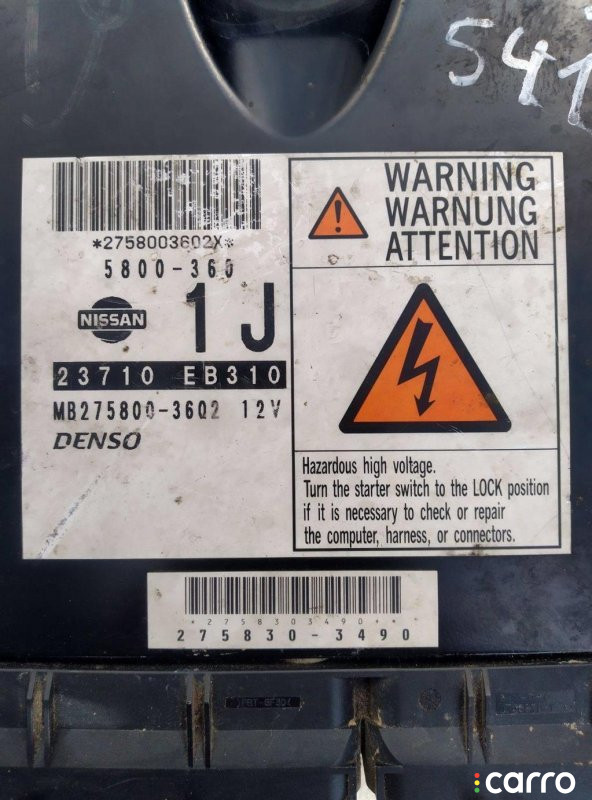 541
*2758003602X*
5800-360
NISSAN
1J
23710 EB310
MB275800-3602 12V
DENSO
WARNING
WARNUNG
ATTENTION
Hazardous high voltage.
Turn the starter switch to the LOCK position
if it is necessary to check or repair
the computer, harness, or connectors.
275830-3490
carro